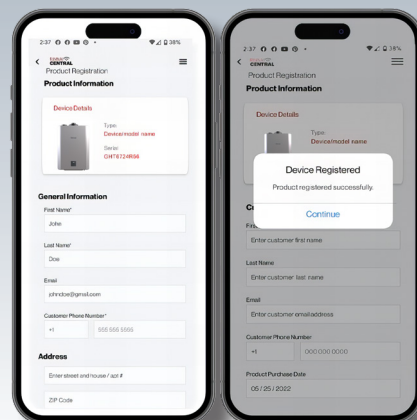 2:37
38%
CENTRAL
Product Registration
Product Information
Device Details
Type:
Device/model name
Serial:
General Information
First Name*
John
Last Name*
Doe
Email
johndoe@gmail.com
Customer Phone Number*
+1
555 555 5555
Address
Enter street and house / apt #
ZIP Code
2:37
38%
CENTRAL
Product Registration
Product Information
Device Details
Type:
Device/model name
Device Registered
Product registered successfully.
Continue
Enter customer first name
Last Name
Enter customer last name
Email
Enter customer email address
Customer Phone Number
+1
000 000 0000
Product Purchase Date
05 / 25 / 2022